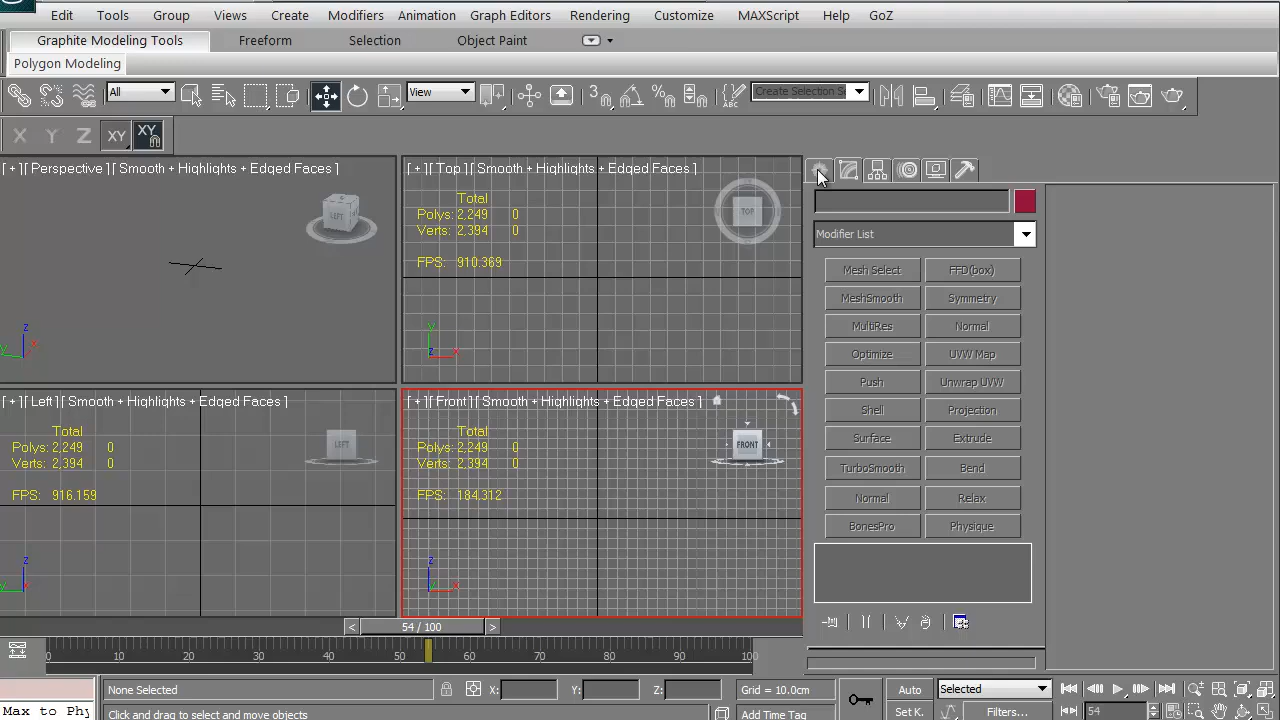 Edit Tools Group Views Create Modifiers Animation Graph Editors Rendering Customize MAXScript Help GoZ
Graphite Modeling Tools Freeform Selection Object Paint
Polygon Modeling
All View Create Selection Se
X Y Z XY XY
[ + ][ Perspective ][ Smooth + Highlights + Edged Faces ]
LEFT
z
y x
[ + ][ Top ][ Smooth + Highlights + Edged Faces ]
Total
Polys: 2,249 0
Verts: 2,394 0
FPS: 910.369
TOP
y
z x
[ + ][ Left ][ Smooth + Highlights + Edged Faces ]
Total
Polys: 2,249 0
Verts: 2,394 0
FPS: 916.159
LEFT
z
y
[ + ][ Front ][ Smooth + Highlights + Edged Faces ]
Total
Polys: 2,249 0
Verts: 2,394 0
FPS: 184.312
FRONT
z
y x
Modifier List
Mesh Select FFD(box)
MeshSmooth Symmetry
MultiRes Normal
Optimize UVW Map
Push Unwrap UVW
Shell Projection
Surface Extrude
TurboSmooth Bend
Normal Relax
BonesPro Physique
< 54 / 100 >
0 10 20 30 40 50 60 70 80 90 100
None Selected X: Y: Z: Grid = 10.0cm Auto Selected
Max to Phy Click and drag to select and move objects Add Time Tag Set K. Filters... 54